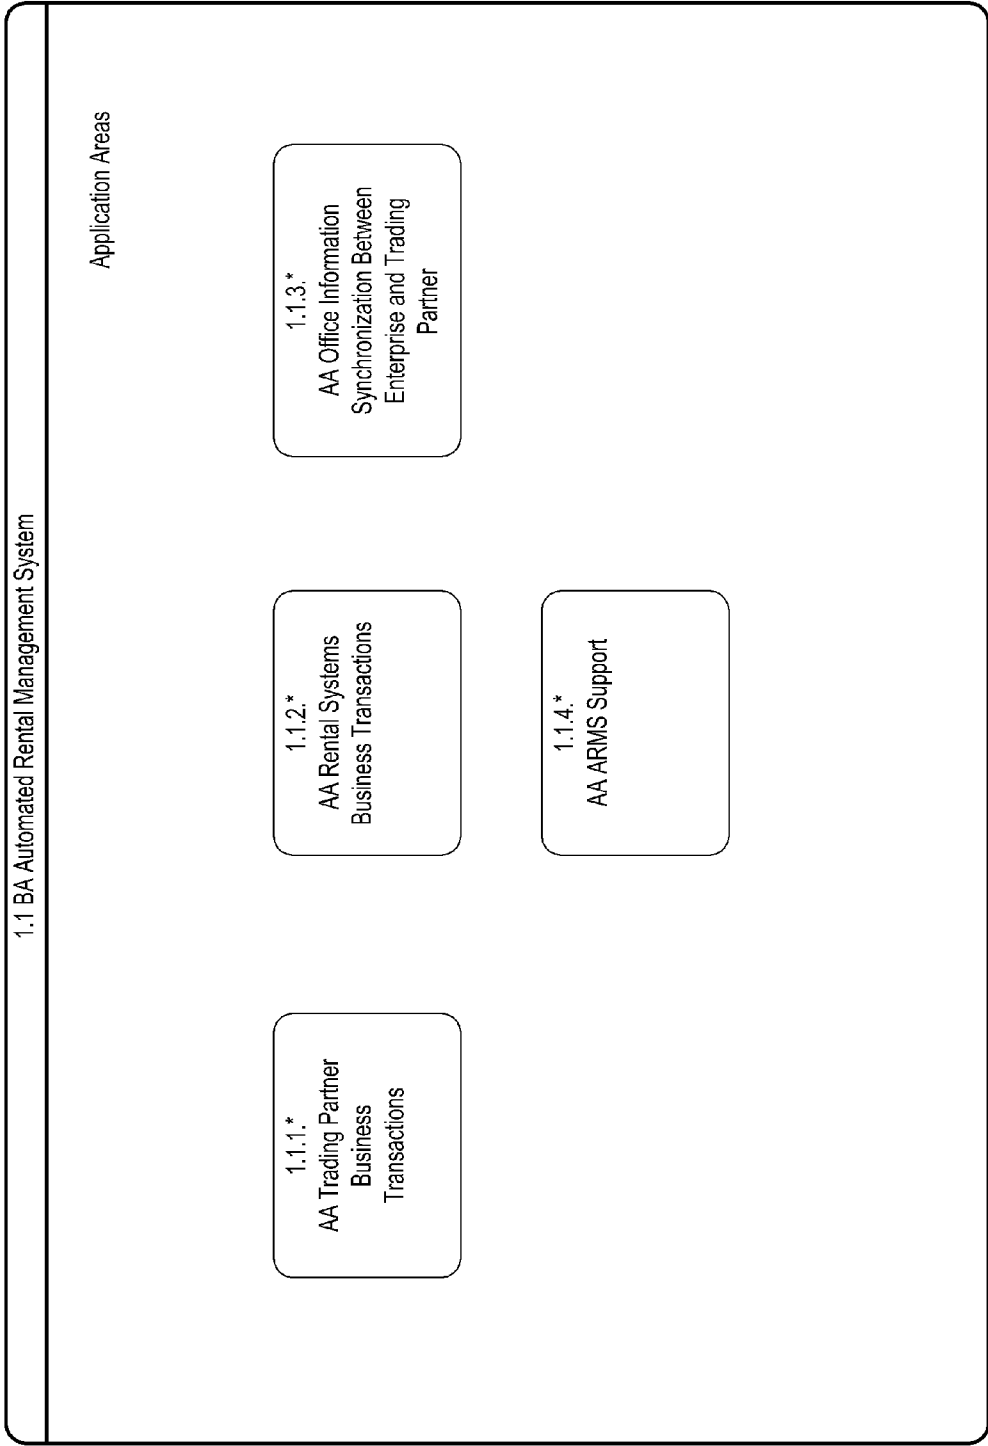 1.1 BA Automated Rental Management System
Application Areas
1.1.1.*
AA Trading Partner
Business
Transactions
1.1.2.*
AA Rental Systems
Business Transactions
1.1.3.*
AA Office Information
Synchronization Between
Enterprise and Trading
Partner
1.1.4.*
AA ARMS Support